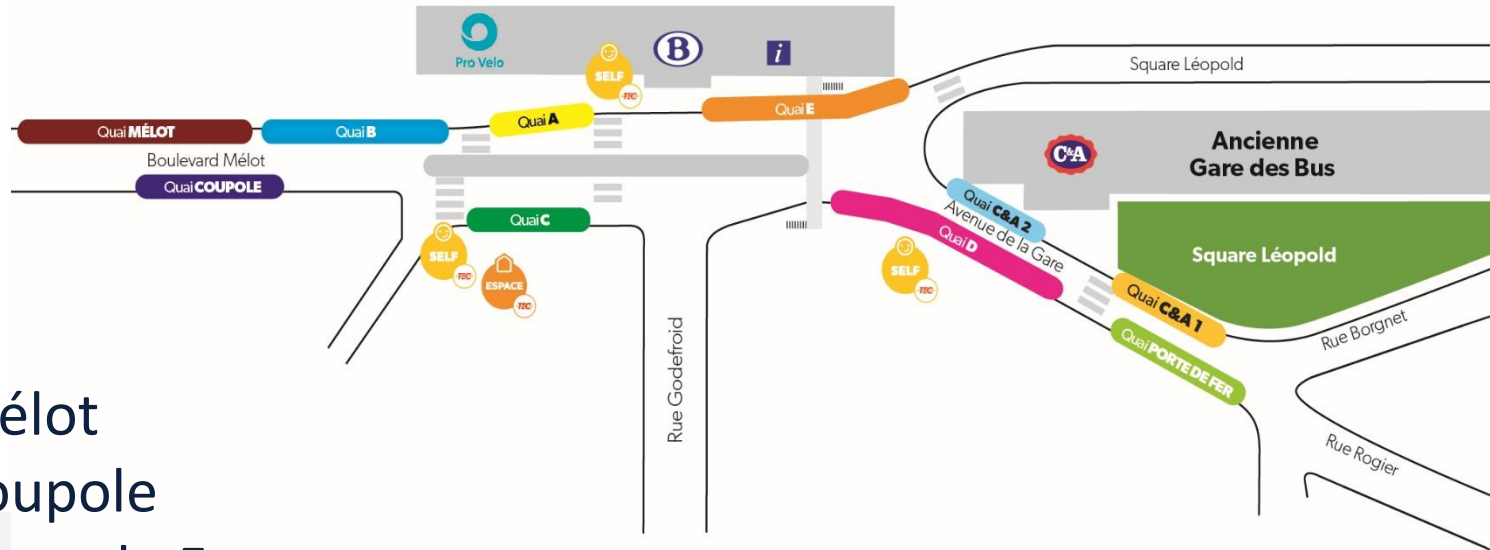 Pro Velo
SELF
TEC
B
i
Square Léopold
Quai MÉLOT
Quai B
Quai A
Quai E
Boulevard Mélot
Quai COUPOLE
C&A
Ancienne
Gare des Bus
Quai C
Quai C&A 2
Avenue de la Gare
Quai D
Square Léopold
SELF
TEC
ESPACE
TEC
SELF
TEC
Quai C&A 1
Rue Borgnet
Quai PORTE DE FER
Rue Godefroid
Rue Rogier
élot
oupole